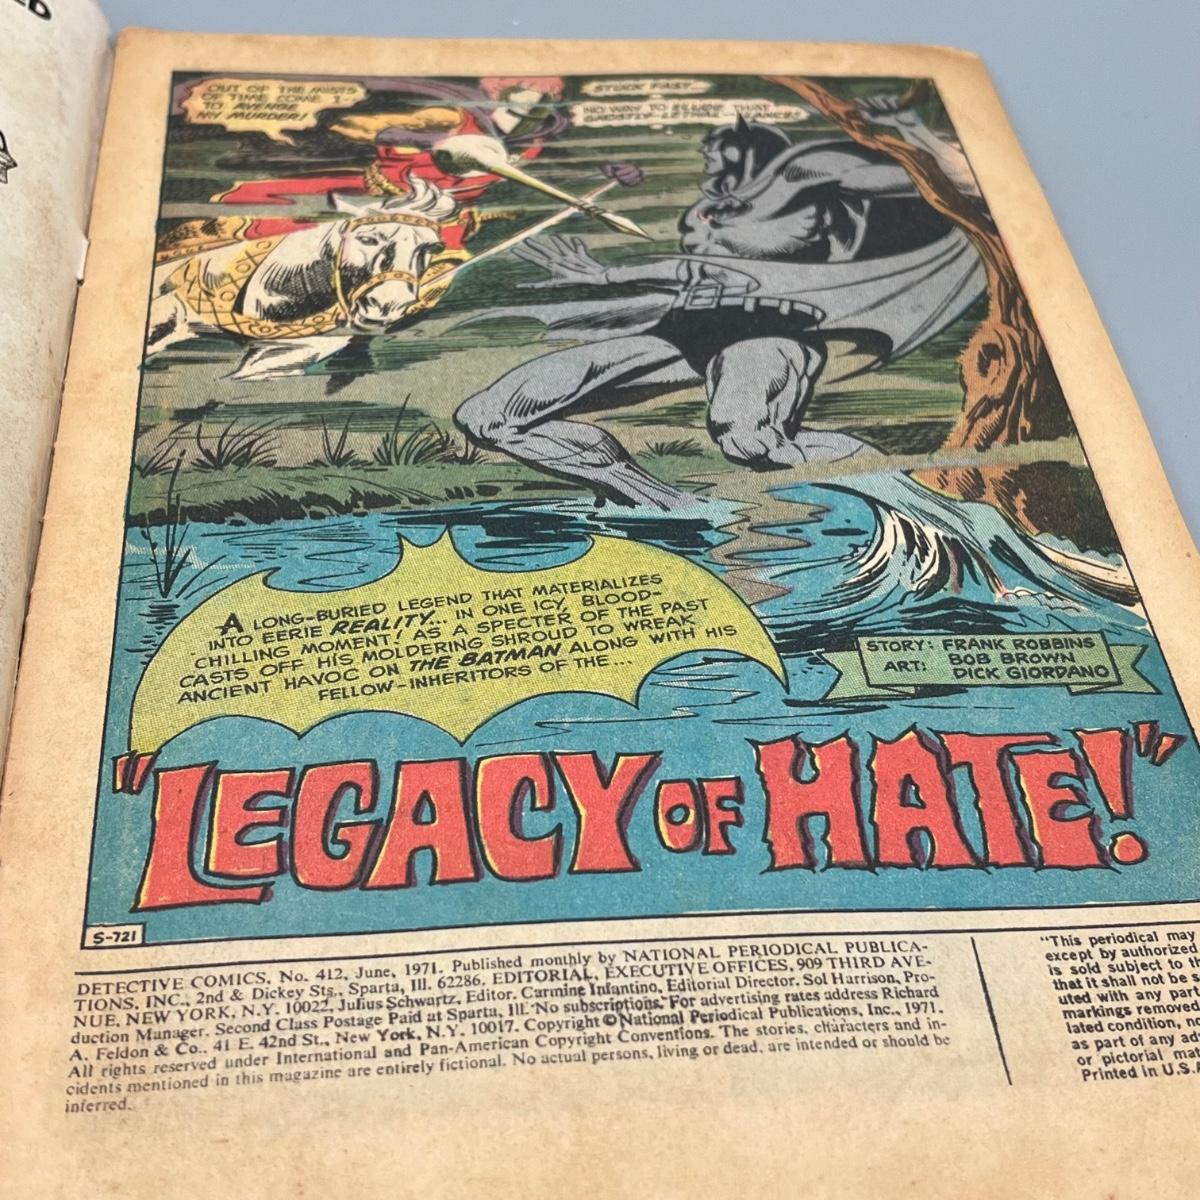 OUT OF THE MISTS
OF TIME COME I--
TO AVENGE
MY MURDER!
STUCK FAST...
NO WAY TO ELUDE THAT
GHOSTLY--LETHAL--LANCE!
A LONG-BURIED LEGEND THAT MATERIALIZES
INTO EERIE REALITY... IN ONE ICY, BLOOD-
CHILLING MOMENT! AS A SPECTER OF THE PAST
CASTS OFF HIS MOLDERING SHROUD TO WREAK
ANCIENT HAVOC ON THE BATMAN ALONG WITH HIS
FELLOW-INHERITORS OF THE...
STORY: FRANK ROBBINS
ART: BOB BROWN
DICK GIORDANO
"LEGACY OF HATE!"
S-721
DETECTIVE COMICS, No. 412, June, 1971. Published monthly by NATIONAL PERIODICAL PUBLICA-
TIONS, INC., 2nd & Dickey Sts., Sparta, Ill. 62286. EDITORIAL, EXECUTIVE OFFICES, 909 THIRD AVE-
NUE, NEW YORK, N.Y. 10022, Julius Schwartz, Editor. Carmine Infantino, Editorial Director. Sol Harrison, Pro-
duction Manager. Second Class Postage Paid at Sparta, Ill. No subscriptions. For advertising rates address Richard
A. Feldon & Co., 41 E. 42nd St., New York, N.Y. 10017. Copyright © National Periodical Publications, Inc., 1971.
All rights reserved under International and Pan-American Copyright Conventions. The stories, characters and in-
cidents mentioned in this magazine are entirely fictional. No actual persons, living or dead, are intended or should be
inferred.
"This periodical may
except by authorized
is sold subject to th
that it shall not be s
uted with any part
markings removed
lated condition, no
as part of any ad
or pictorial mat
Printed in U.S.A